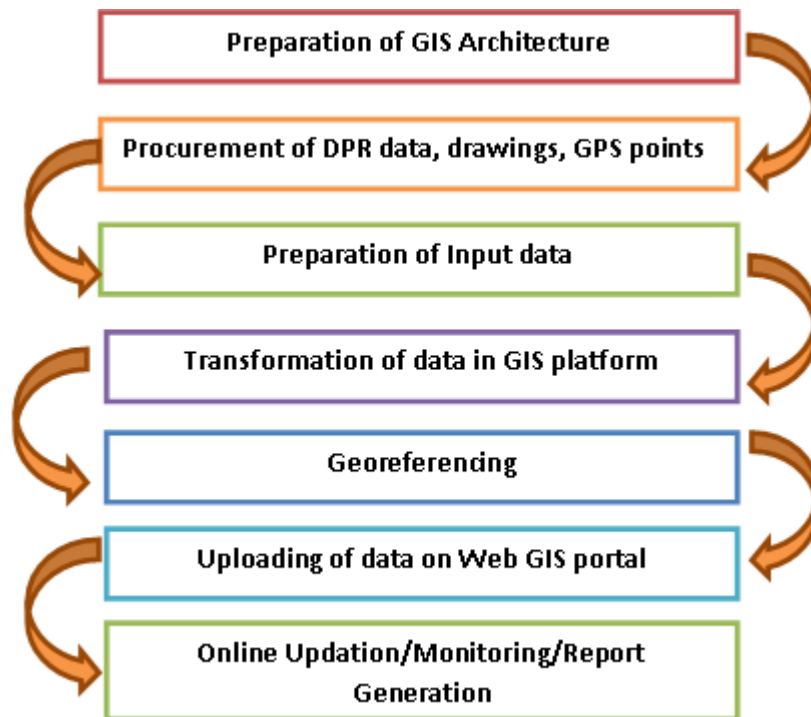 Preparation of GIS Architecture
Procurement of DPR data, drawings, GPS points
Preparation of Input data
Transformation of data in GIS platform
Georeferencing
Uploading of data on Web GIS portal
Online Updation/Monitoring/Report
Generation